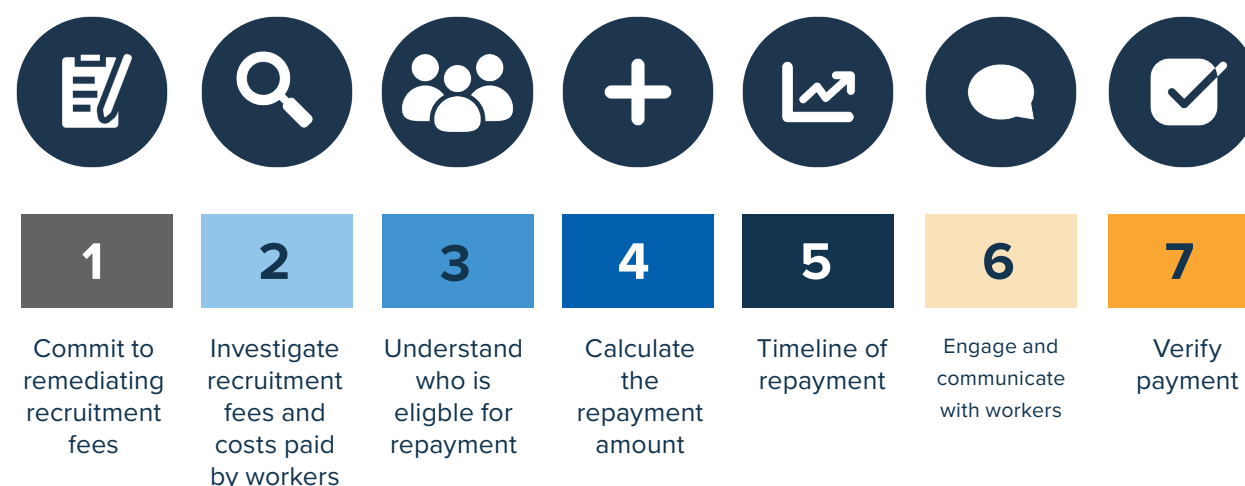 1
2
3
4
5
6
7
Commit to
remediating
recruitment
fees
Investigate
recruitment
fees and
costs paid
by workers
Understand
who is
eligble for
repayment
Calculate
the
repayment
amount
Timeline of
repayment
Engage and
communicate
with workers
Verify
payment